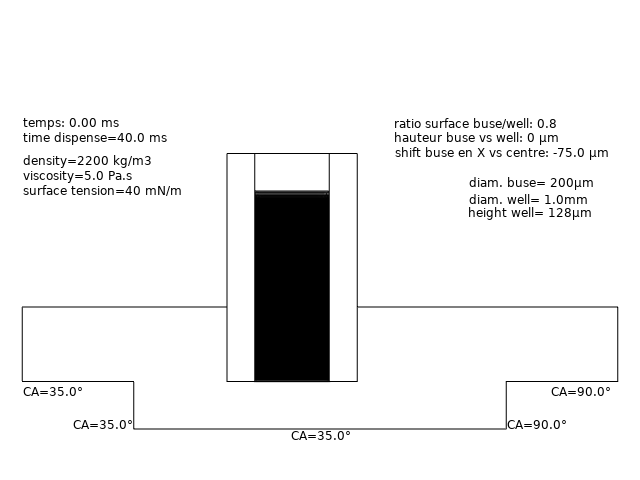 temps: 0.00 ms
time dispense=40.0 ms
density=2200 kg/m3
viscosity=5.0 Pa.s
surface tension=40 mN/m
ratio surface buse/well: 0.8
hauteur buse vs well: 0 µm
shift buse en X vs centre: -75.0 µm
diam. buse= 200µm
diam. well= 1.0mm
height well= 128µm
CA=35.0°
CA=90.0°
CA=35.0°
CA=90.0°
CA=35.0°